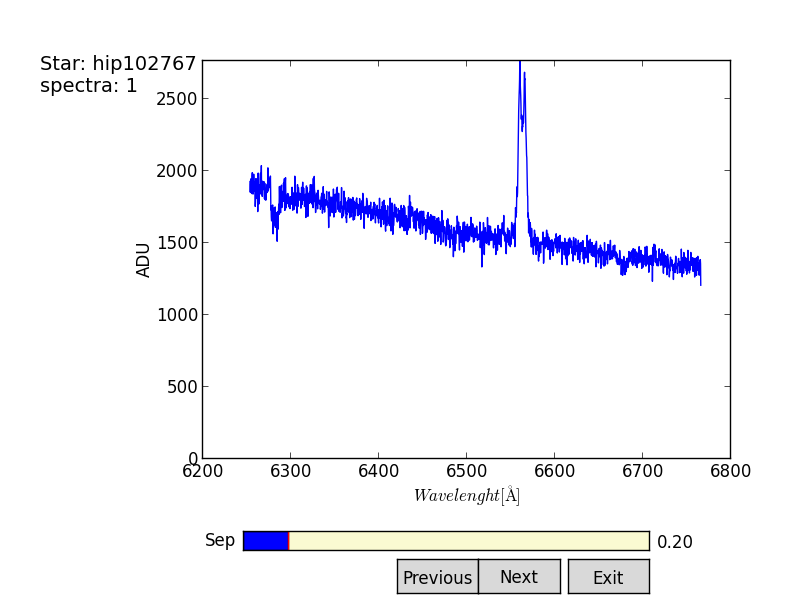 Star: hip102767
spectra: 1
2500
2000
1500
1000
500
0
ADU
6200 6300 6400 6500 6600 6700 6800
Wavelenght[Å]
Sep 0.20
Previous Next Exit